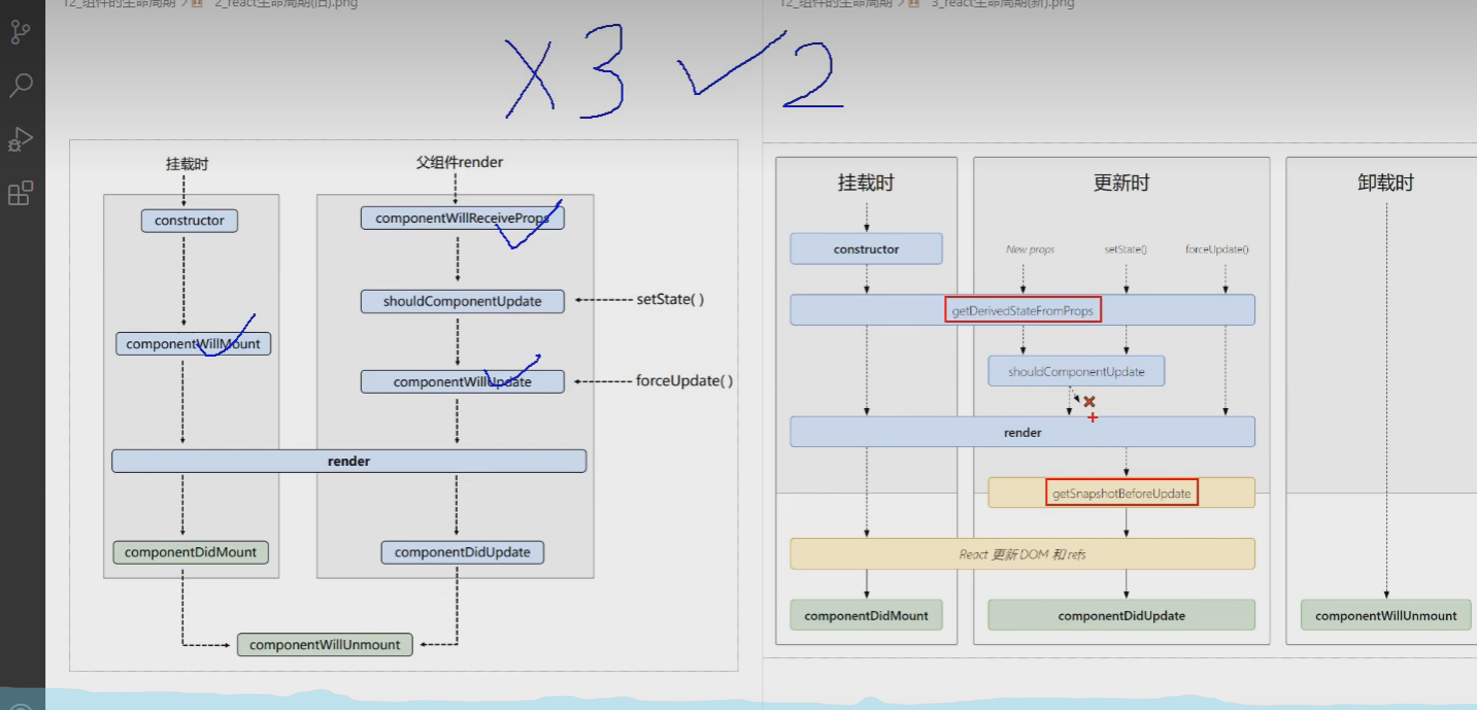 12_组件的生命周期 > 2_react生命周期(旧).png
12_组件的生命周期 > 3_react生命周期(新).png
X 3 ✓ 2
挂载时
父组件render
constructor
componentWillReceiveProps
shouldComponentUpdate
setState( )
componentWillMount
componentWillUpdate
forceUpdate( )
render
componentDidMount
componentDidUpdate
componentWillUnmount
挂载时
更新时
卸载时
constructor
New props
setState()
forceUpdate()
getDerivedStateFromProps
shouldComponentUpdate
render
getSnapshotBeforeUpdate
React 更新 DOM 和 refs
componentDidMount
componentDidUpdate
componentWillUnmount